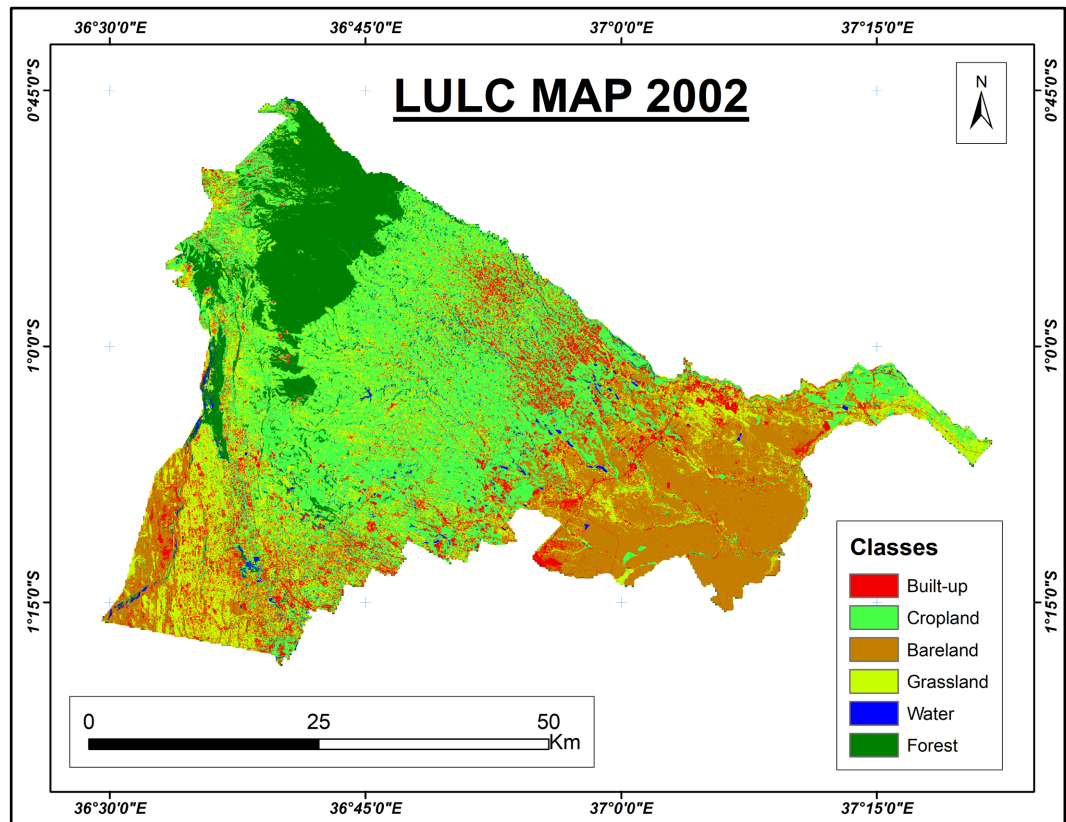 36°30'0"E 36°45'0"E 37°0'0"E 37°15'0"E
LULC MAP 2002
N
0°45'0"S 0°45'0"S
1°0'0"S 1°0'0"S
1°15'0"S 1°15'0"S
Classes
Built-up
Cropland
Bareland
Grassland
Water
Forest
0 25 50
Km
36°30'0"E 36°45'0"E 37°0'0"E 37°15'0"E